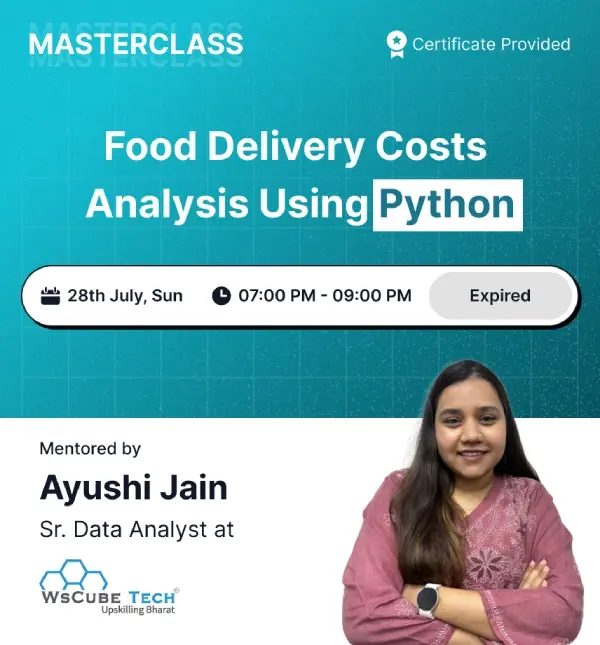 MASTERCLASS
Certificate Provided
Food Delivery Costs
Analysis Using Python
28th July, Sun 07:00 PM - 09:00 PM Expired
Mentored by
Ayushi Jain
Sr. Data Analyst at
WsCube Tech©
Upskilling Bharat